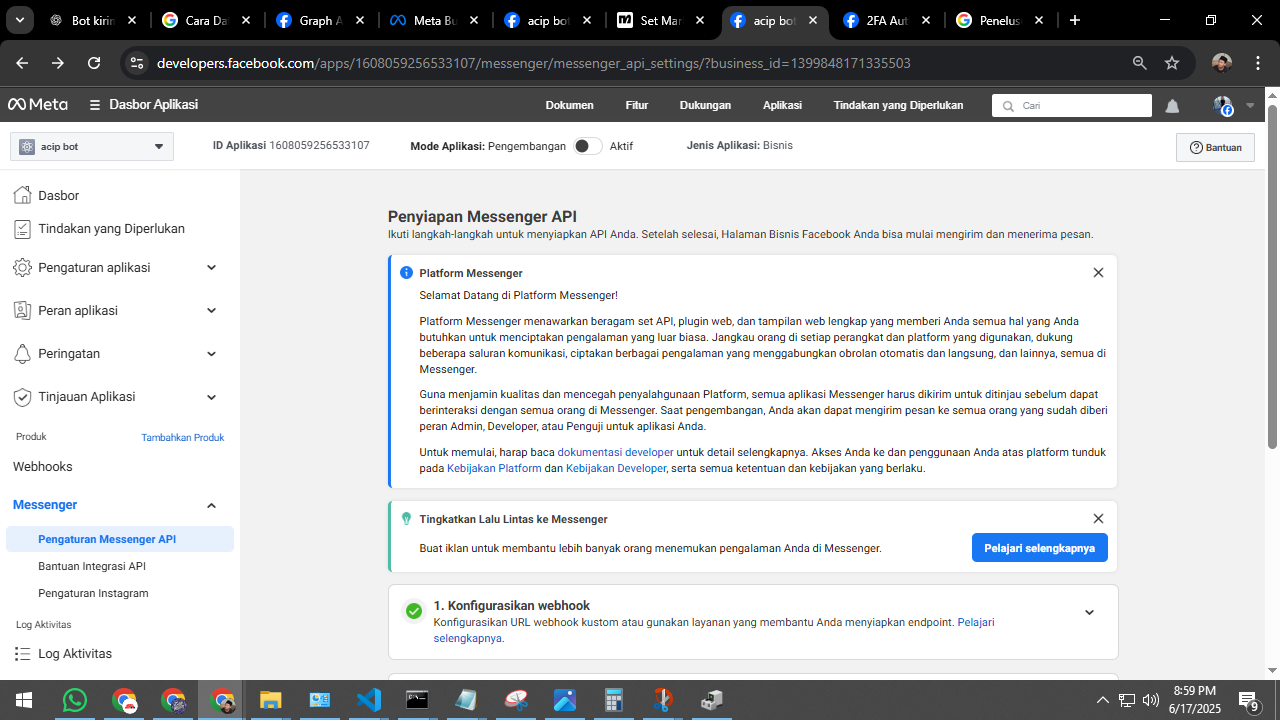 Bot kirin
Cara Da
Graph A
Meta Bu
acip bot
Set Mar
acip bot
2FA Aut
Penelus
developers.facebook.com/apps/1608059256533107/messenger/messenger_api_settings/?business_id=1399848171335503
Meta
Dasbor Aplikasi
Dokumen
Fitur
Dukungan
Aplikasi
Tindakan yang Diperlukan
Cari
acip bot
ID Aplikasi 1608059256533107
Mode Aplikasi: Pengembangan
Aktif
Jenis Aplikasi: Bisnis
Bantuan
Dasbor
Tindakan yang Diperlukan
Pengaturan aplikasi
Peran aplikasi
Peringatan
Tinjauan Aplikasi
Produk
Tambahkan Produk
Webhooks
Messenger
Pengaturan Messenger API
Bantuan Integrasi API
Pengaturan Instagram
Log Aktivitas
Log Aktivitas
Penyiapan Messenger API
Ikuti langkah-langkah untuk menyiapkan API Anda. Setelah selesai, Halaman Bisnis Facebook Anda bisa mulai mengirim dan menerima pesan.
Platform Messenger
Selamat Datang di Platform Messenger!
Platform Messenger menawarkan beragam set API, plugin web, dan tampilan web lengkap yang memberi Anda semua hal yang Anda
butuhkan untuk menciptakan pengalaman yang luar biasa. Jangkau orang di setiap perangkat dan platform yang digunakan, dukung
beberapa saluran komunikasi, ciptakan berbagai pengalaman yang menggabungkan obrolan otomatis dan langsung, dan lainnya, semua di
Messenger.
Guna menjamin kualitas dan mencegah penyalahgunaan Platform, semua aplikasi Messenger harus dikirim untuk ditinjau sebelum dapat
berinteraksi dengan semua orang di Messenger. Saat pengembangan, Anda akan dapat mengirim pesan ke semua orang yang sudah diberi
peran Admin, Developer, atau Penguji untuk aplikasi Anda.
Untuk memulai, harap baca dokumentasi developer untuk detail selengkapnya. Akses Anda ke dan penggunaan Anda atas platform tunduk
pada Kebijakan Platform dan Kebijakan Developer, serta semua ketentuan dan kebijakan yang berlaku.
Tingkatkan Lalu Lintas ke Messenger
Buat iklan untuk membantu lebih banyak orang menemukan pengalaman Anda di Messenger.
Pelajari selengkapnya
1. Konfigurasikan webhook
Konfigurasikan URL webhook kustom atau gunakan layanan yang membantu Anda menyiapkan endpoint. Pelajari
selengkapnya.
8:59 PM
6/17/2025
9